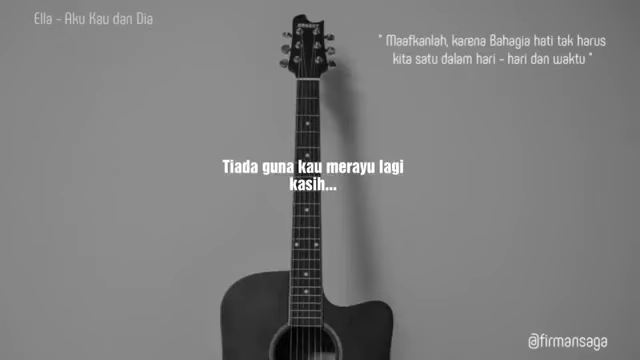 Ella - Aku Kau dan Dia
" Maafkanlah, karena Bahagia hati tak harus
kita satu dalam hari - hari dan waktu "
Tiada guna kau merayu lagi
kasih...
@firmansaga